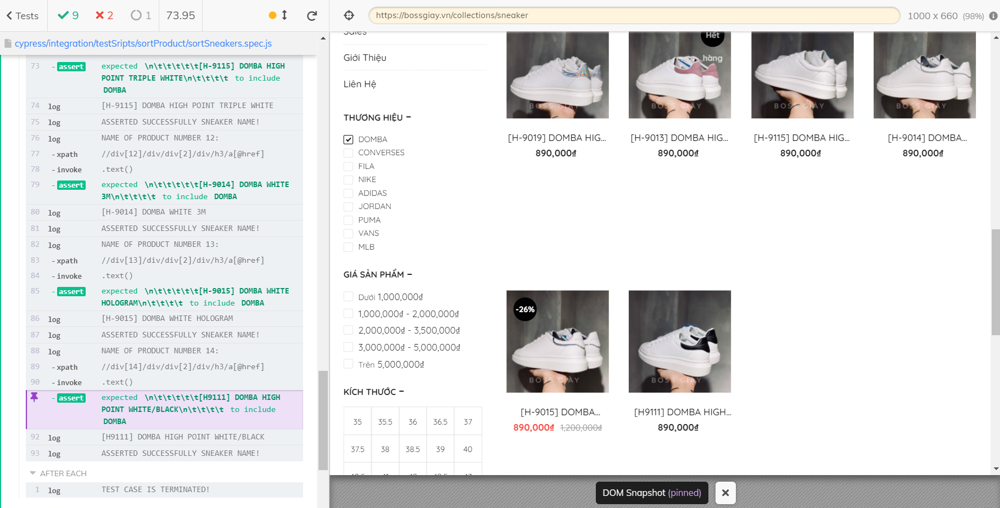 Tests
9
2
1
73.95
cypress/integration/testSripts/sortProduct/sortSneakers.spec.js
73 -assert expected \n\t\t\t\t\t[H-9115] DOMBA HIGH
POINT TRIPLE WHITE\n\t\t\t\t to include
DOMBA
74 log [H-9115] DOMBA HIGH POINT TRIPLE WHITE
75 log ASSERTED SUCCESSFULLY SNEAKER NAME!
76 log NAME OF PRODUCT NUMBER 12:
77 -xpath //div[12]/div/div[2]/div/h3/a[@href]
78 -invoke .text()
79 -assert expected \n\t\t\t\t\t[H-9014] DOMBA WHITE
3M\n\t\t\t\t to include DOMBA
80 log [H-9014] DOMBA WHITE 3M
81 log ASSERTED SUCCESSFULLY SNEAKER NAME!
82 log NAME OF PRODUCT NUMBER 13:
83 -xpath //div[13]/div/div[2]/div/h3/a[@href]
84 -invoke .text()
85 -assert expected \n\t\t\t\t\t[H-9015] DOMBA WHITE
HOLOGRAM\n\t\t\t\t to include DOMBA
86 log [H-9015] DOMBA WHITE HOLOGRAM
87 log ASSERTED SUCCESSFULLY SNEAKER NAME!
88 log NAME OF PRODUCT NUMBER 14:
89 -xpath //div[14]/div/div[2]/div/h3/a[@href]
90 -invoke .text()
-assert expected \n\t\t\t\t\t[H9111] DOMBA HIGH
POINT WHITE/BLACK\n\t\t\t\t to include
DOMBA
92 log [H9111] DOMBA HIGH POINT WHITE/BLACK
93 log ASSERTED SUCCESSFULLY SNEAKER NAME!
AFTER EACH
1 log TEST CASE IS TERMINATED!
https://bossgiay.vn/collections/sneaker
1000 x 660 (98%)
Sales
Giới Thiệu
Liên Hệ
THƯƠNG HIỆU −
DOMBA
CONVERSES
FILA
NIKE
ADIDAS
JORDAN
PUMA
VANS
MLB
GIÁ SẢN PHẨM −
Dưới 1,000,000₫
1,000,000₫ - 2,000,000₫
2,000,000₫ - 3,500,000₫
3,000,000₫ - 5,000,000₫
Trên 5,000,000₫
KÍCH THƯỚC −
35 35.5 36 36.5 37
37.5 38 38.5 39 40
Hết
hàng
BOSS GIÀY BOSS GIÀY BOSS GIÀY BOSS GIÀY
[H-9019] DOMBA HIG... [H-9013] DOMBA HIG... [H-9115] DOMBA HIG... [H-9014] DOMBA...
890,000₫ 890,000₫ 890,000₫ 890,000₫
-26%
BOSS GIÀY BOSS GIÀY
[H-9015] DOMBA... [H9111] DOMBA HIGH...
890,000₫ 1,200,000₫ 890,000₫
DOM Snapshot (pinned)